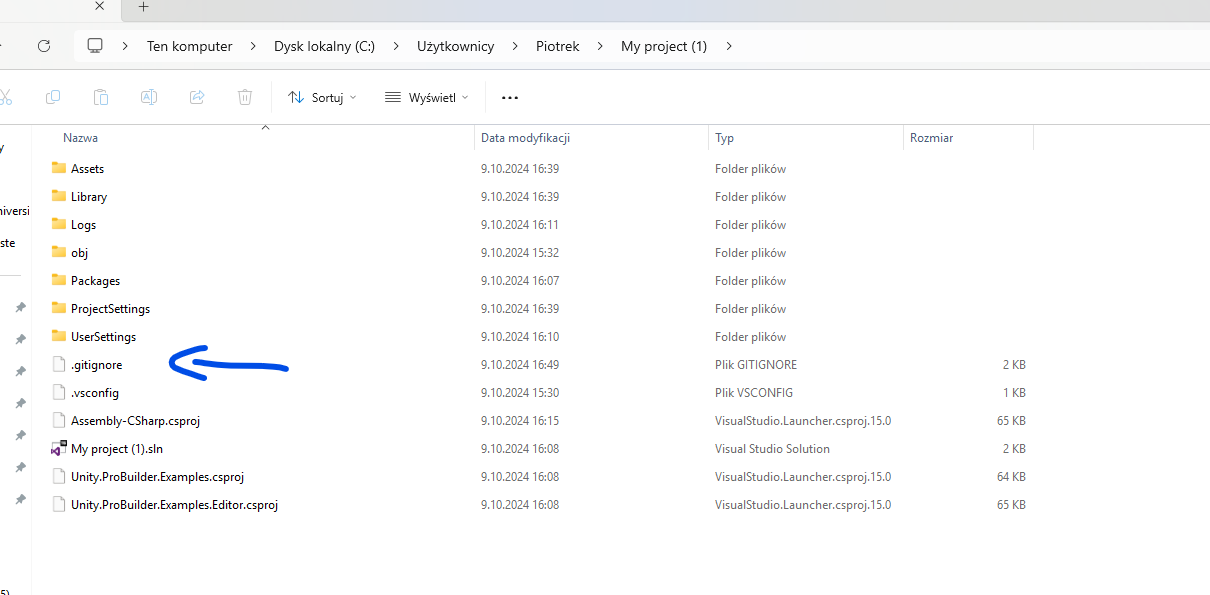 Ten komputer > Dysk lokalny (C:) > Użytkownicy > Piotrek > My project (1) >
Sortuj Wyświetl ...
Nazwa Data modyfikacji Typ Rozmiar
Assets 9.10.2024 16:39 Folder plików
Library 9.10.2024 16:39 Folder plików
Logs 9.10.2024 16:11 Folder plików
obj 9.10.2024 15:32 Folder plików
Packages 9.10.2024 16:07 Folder plików
ProjectSettings 9.10.2024 16:39 Folder plików
UserSettings 9.10.2024 16:10 Folder plików
.gitignore 9.10.2024 16:49 Plik GITIGNORE 2 KB
.vsconfig 9.10.2024 15:30 Plik VSCONFIG 1 KB
Assembly-CSharp.csproj 9.10.2024 16:15 VisualStudio.Launcher.csproj.15.0 65 KB
My project (1).sln 9.10.2024 16:08 Visual Studio Solution 2 KB
Unity.ProBuilder.Examples.csproj 9.10.2024 16:08 VisualStudio.Launcher.csproj.15.0 64 KB
Unity.ProBuilder.Examples.Editor.csproj 9.10.2024 16:08 VisualStudio.Launcher.csproj.15.0 65 KB